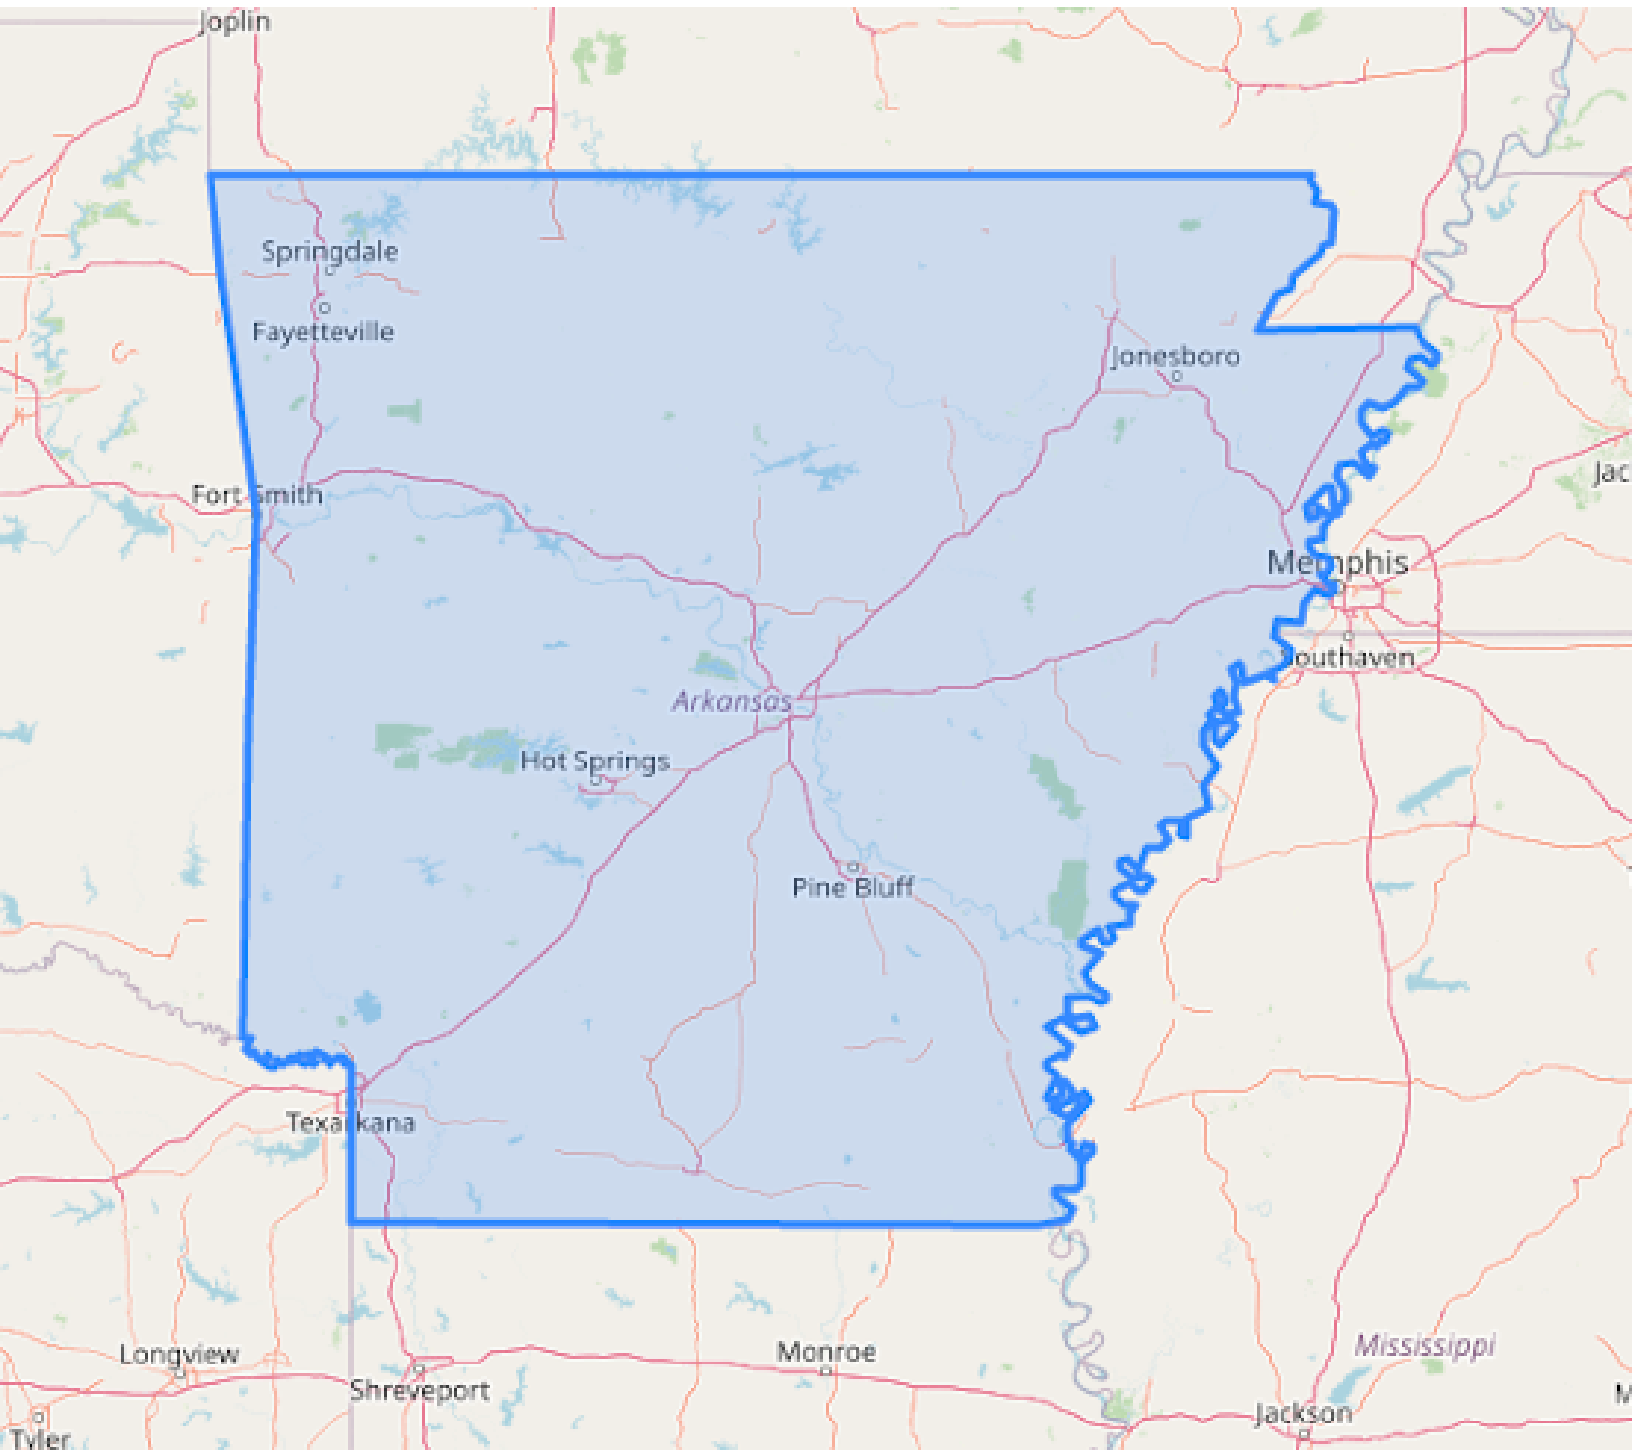 Joplin
Springdale
Fayetteville
Jonesboro
Jac
Fort Smith
Memphis
Southaven
Arkansas
Hot Springs
Pine Bluff
Texarkana
Mississippi
Longview
Monroe
Shreveport
M
Jackson
Tyler